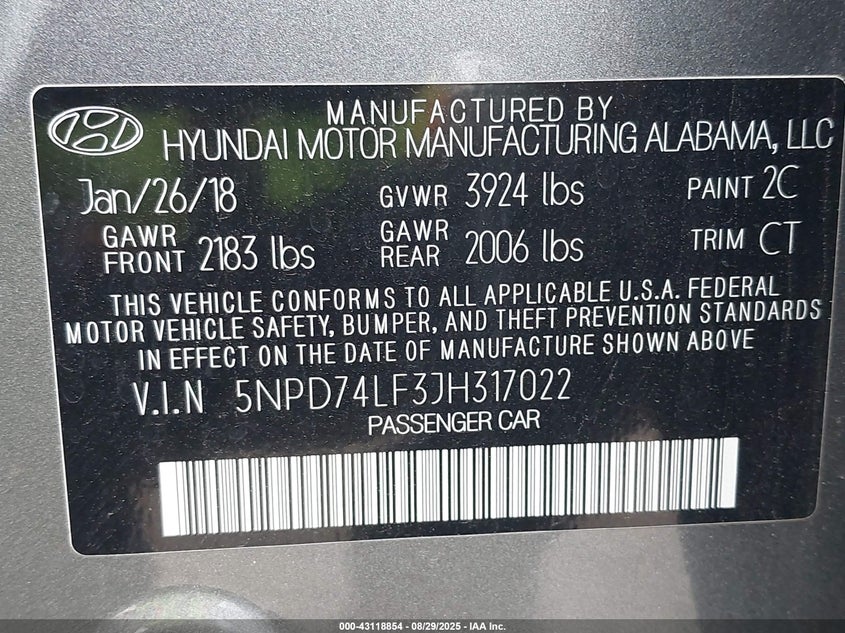 MANUFACTURED BY
HYUNDAI MOTOR MANUFACTURING ALABAMA, LLC
Jan/26/18 GVWR 3924 lbs PAINT 2C
GAWR FRONT 2183 lbs GAWR REAR 2006 lbs TRIM CT
THIS VEHICLE CONFORMS TO ALL APPLICABLE U.S.A. FEDERAL
MOTOR VEHICLE SAFETY, BUMPER, AND THEFT PREVENTION STANDARDS
IN EFFECT ON THE DATE OF MANUFACTURE SHOWN ABOVE
V.I.N 5NPD74LF3JH317022
PASSENGER CAR
000-43118854 - 08/29/2025 - IAA Inc.